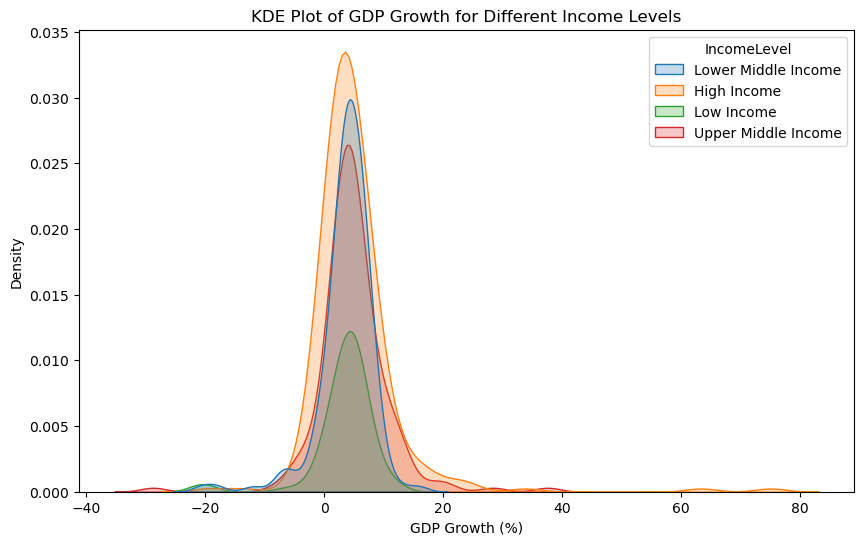 KDE Plot of GDP Growth for Different Income Levels
IncomeLevel
Lower Middle Income
High Income
Low Income
Upper Middle Income
0.035
0.030
0.025
0.020
0.015
0.010
0.005
0.000
Density
−40
−20
0
20
40
60
80
GDP Growth (%)